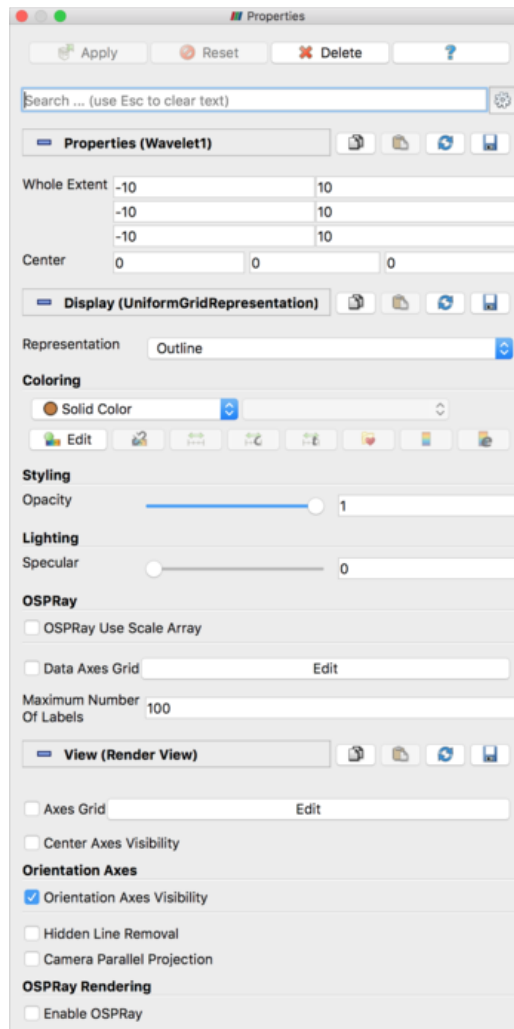 Properties
Apply Reset Delete ?
Search ... (use Esc to clear text)
Properties (Wavelet1)
Whole Extent -10 10
-10 10
-10 10
Center 0 0 0
Display (UniformGridRepresentation)
Representation Outline
Coloring
Solid Color
Edit
Styling
Opacity 1
Lighting
Specular 0
OSPRay
OSPRay Use Scale Array
Data Axes Grid Edit
Maximum Number
Of Labels 100
View (Render View)
Axes Grid Edit
Center Axes Visibility
Orientation Axes
Orientation Axes Visibility
Hidden Line Removal
Camera Parallel Projection
OSPRay Rendering
Enable OSPRay